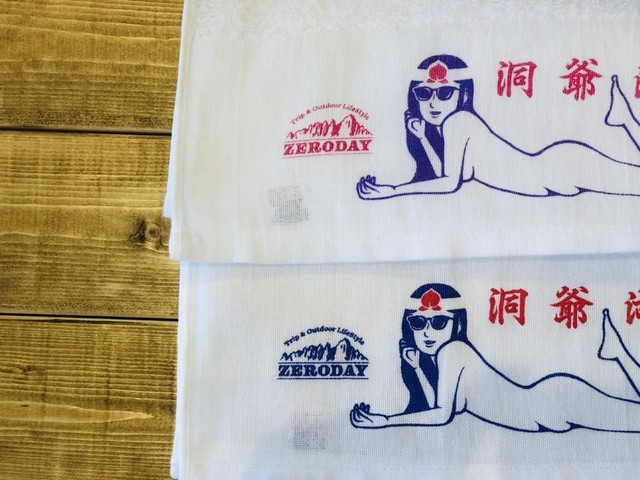 洞爺
Trip & Outdoor LifeStyle
ZERODAY
洞爺
Trip & Outdoor LifeStyle
ZERODAY